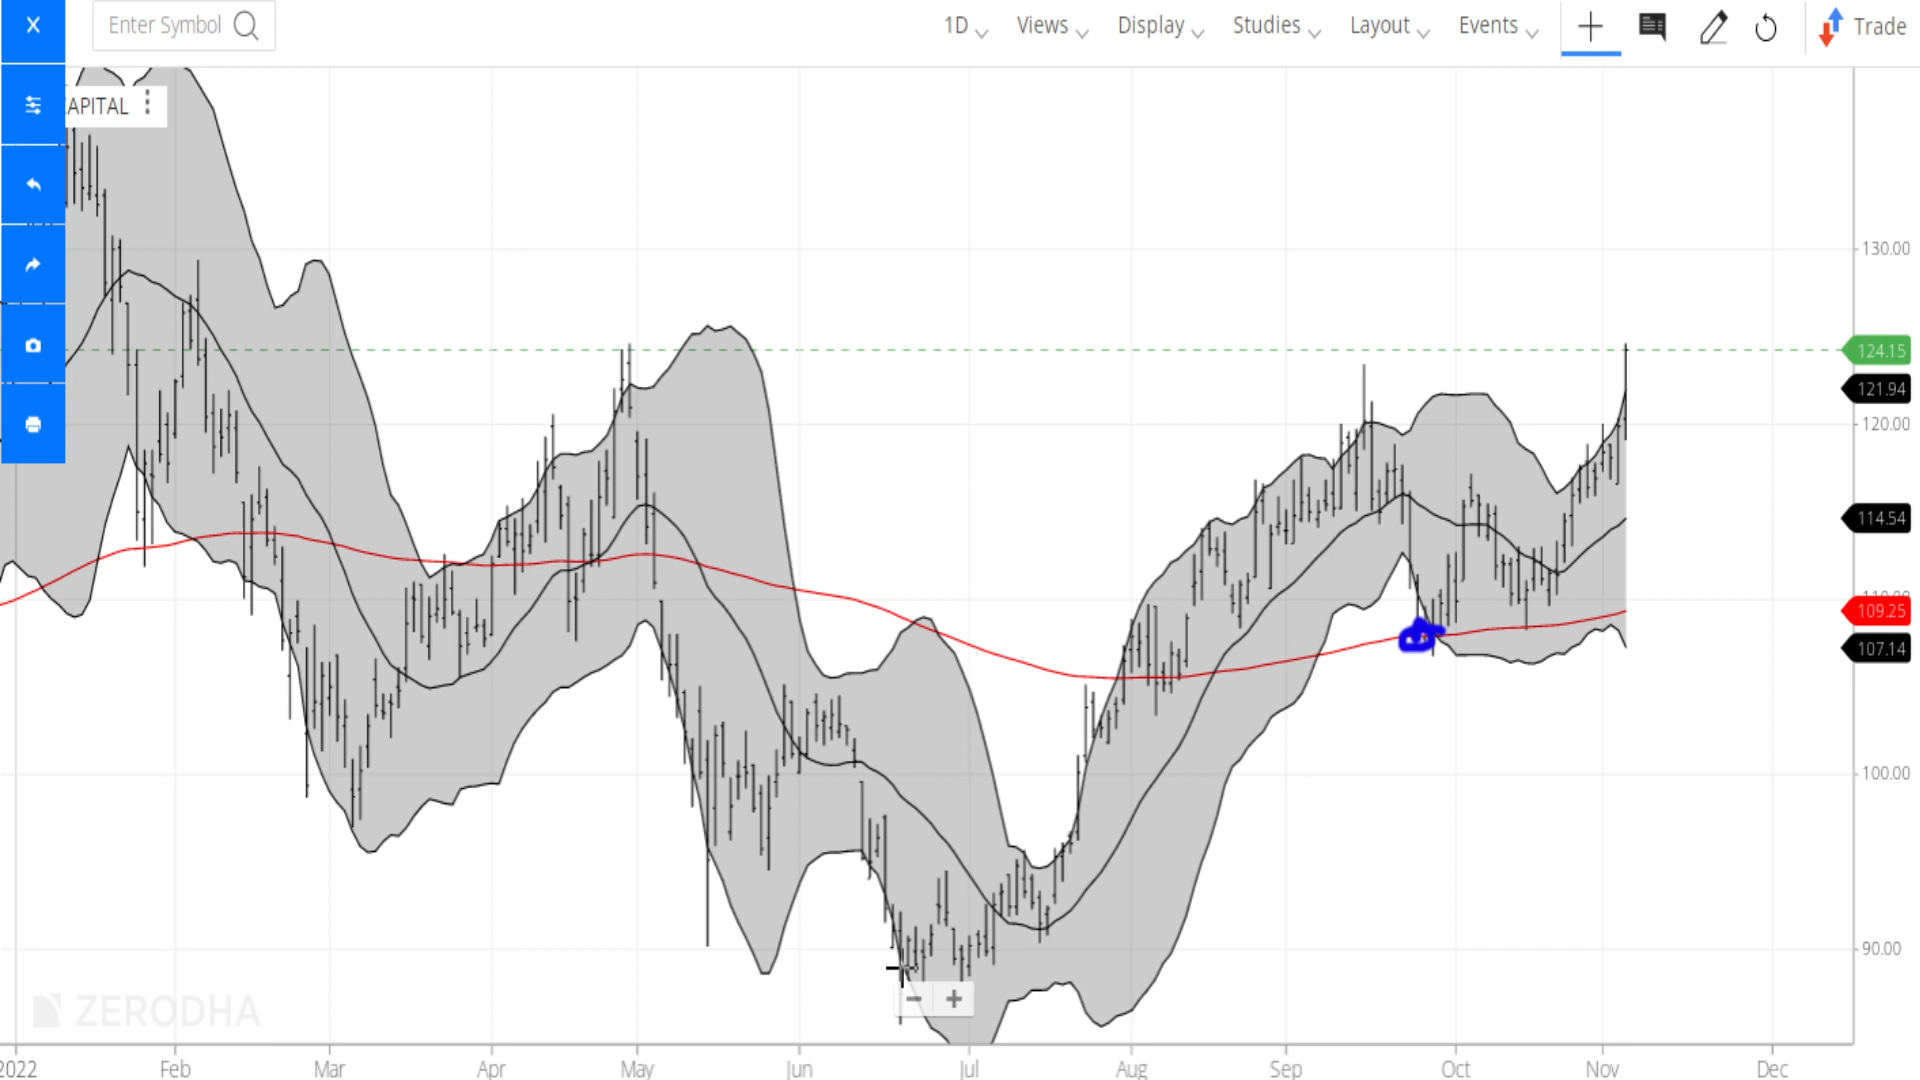 X
Enter Symbol
1D Views Display Studies Layout Events Trade
APITAL
130.00
124.15
121.94
120.00
114.54
110.00
109.25
107.14
100.00
90.00
ZERODHA
− +
2022 Feb Mar Apr May Jun Jul Aug Sep Oct Nov Dec